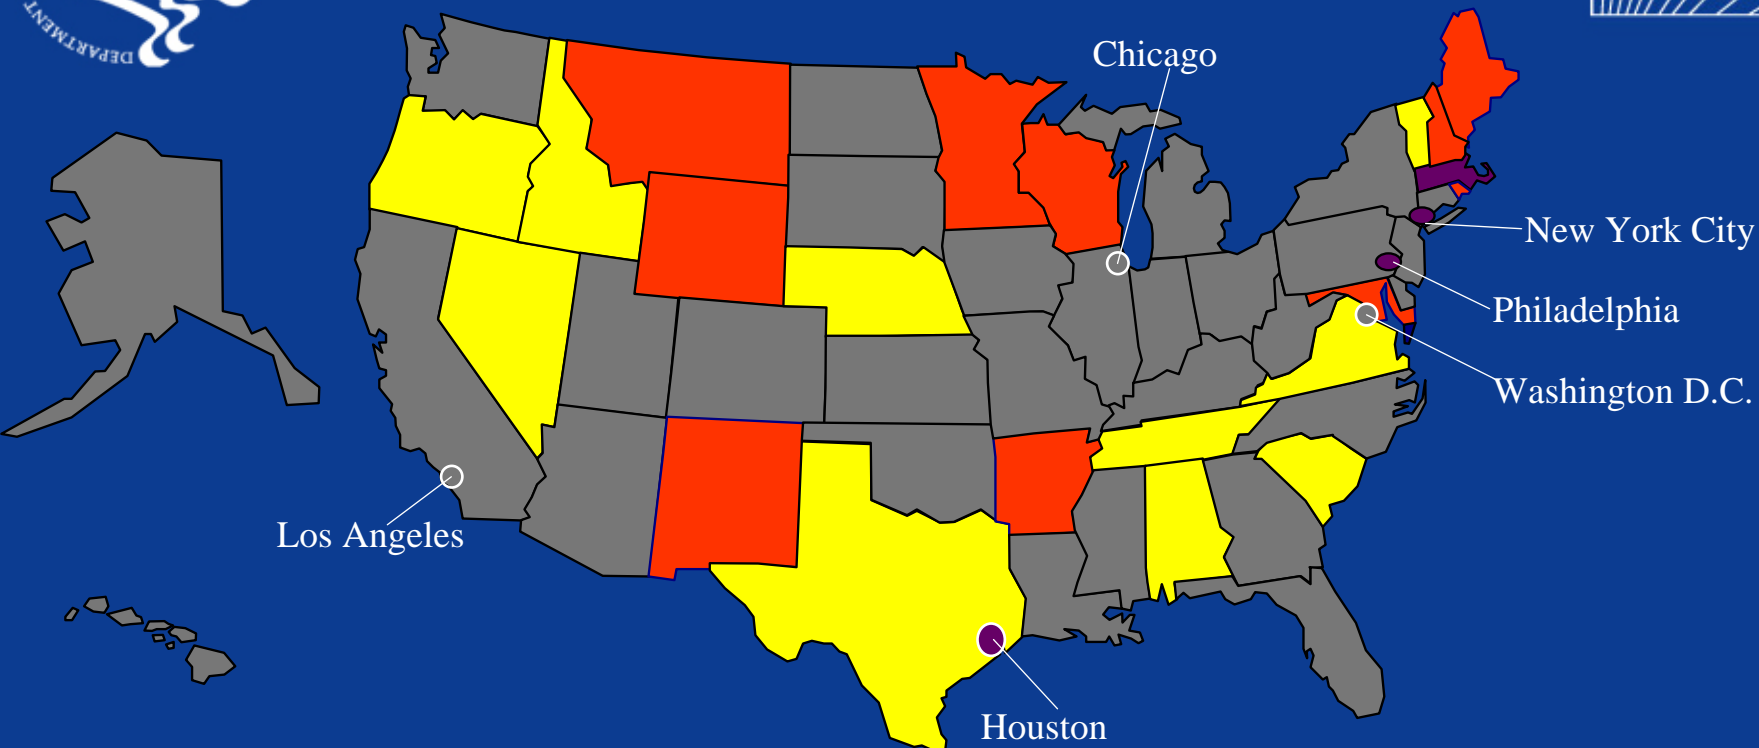 DEPARTMENT
Chicago
New York City
Philadelphia
Washington D.C.
Los Angeles
Houston